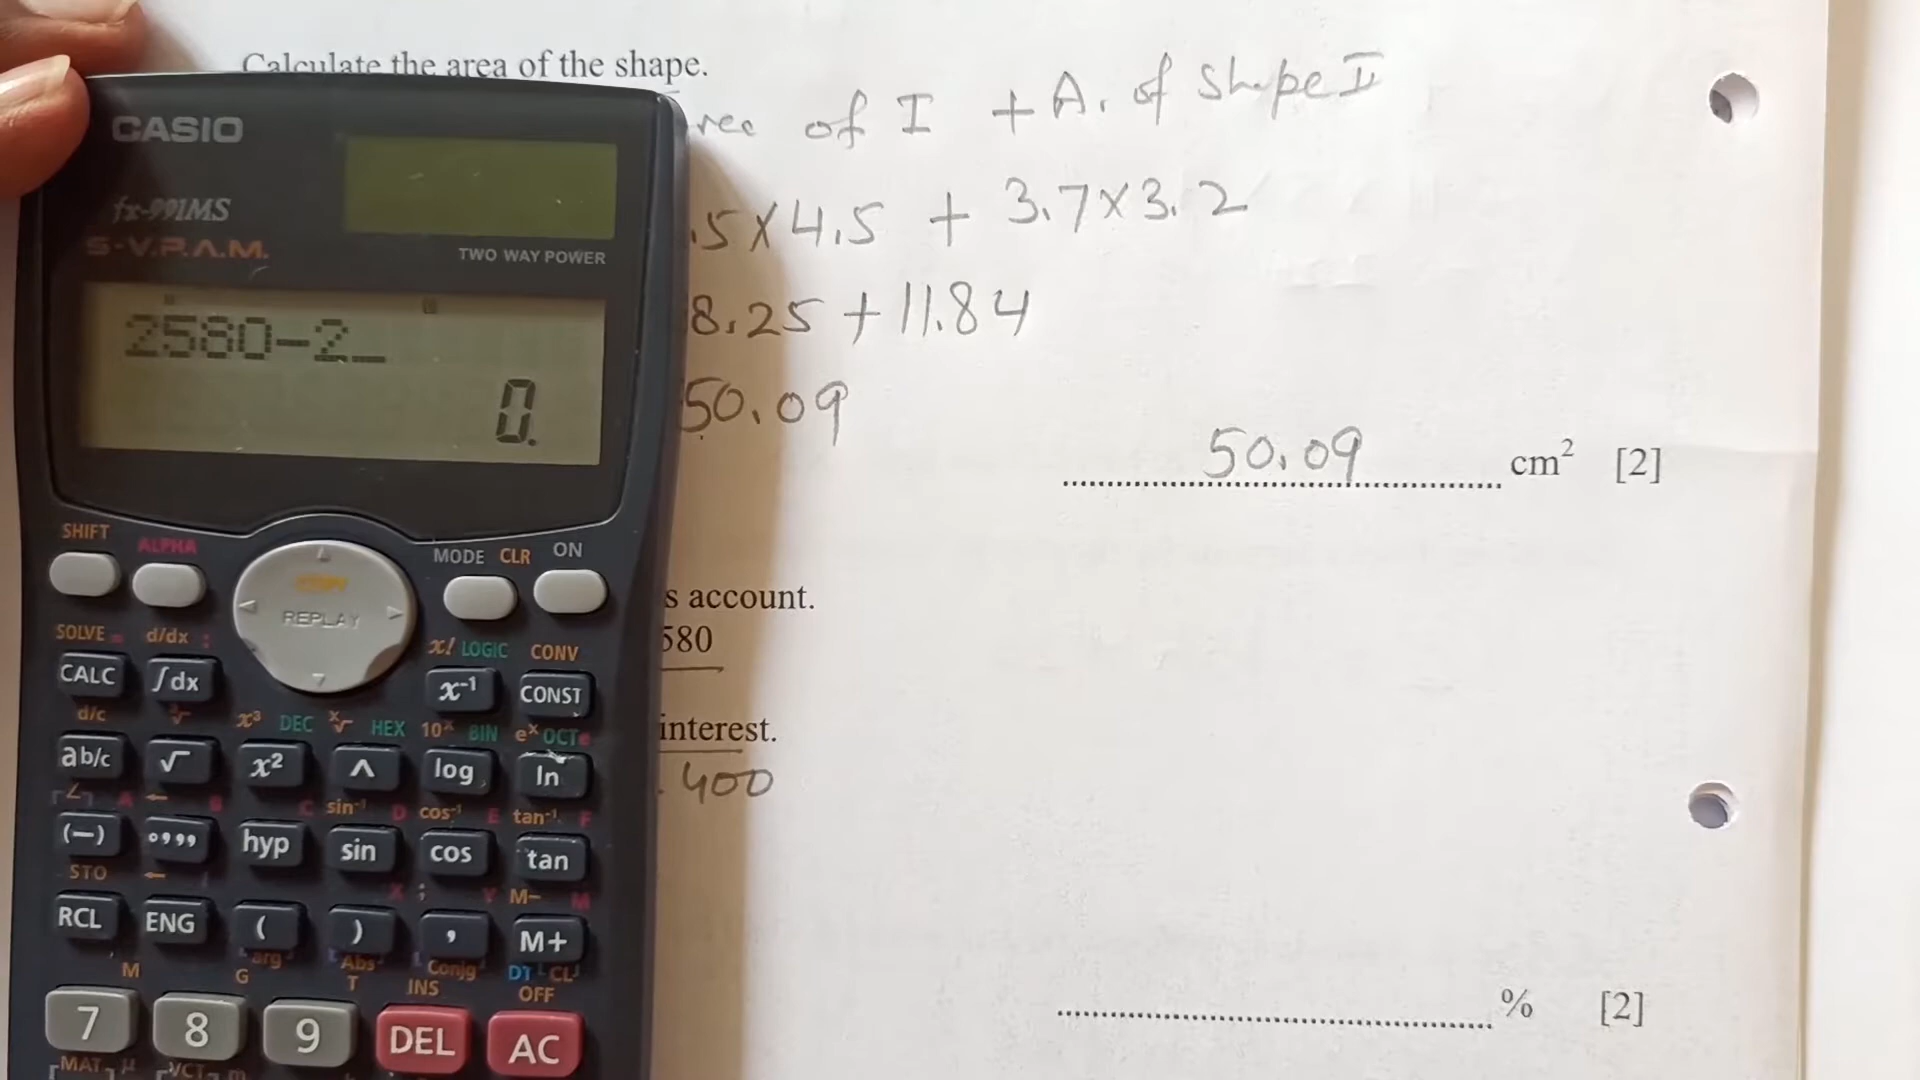 Calculate the area of the shape.
of I + A. of Shape II
.5 x 4.5 + 3.7 x 3.2
8.25 + 11.84
50.09
50.09 cm² [2]
s account.
580
interest.
400
% [2]
CASIO
fx-991MS
S-V.P.A.M.
TWO WAY POWER
2580-2_
0.
SHIFT ALPHA MODE CLR ON
REPLAY
SOLVE = d/dx : x! LOGIC CONV
CALC ∫dx x⁻¹ CONST
d/c ³√ x³ DEC ˣ√ HEX 10ˣ BIN eˣ OCT e
ab/c √ x² ^ log ln
∠ ← A B C sin⁻¹ D cos⁻¹ E tan⁻¹ F
(−) °,,, hyp sin cos tan
STO ← X ; Y M− M
RCL ENG ( ) , M+
arg Abs Conjg DT CL
M G T INS OFF
7 8 9 DEL AC
MAT μ VCT m